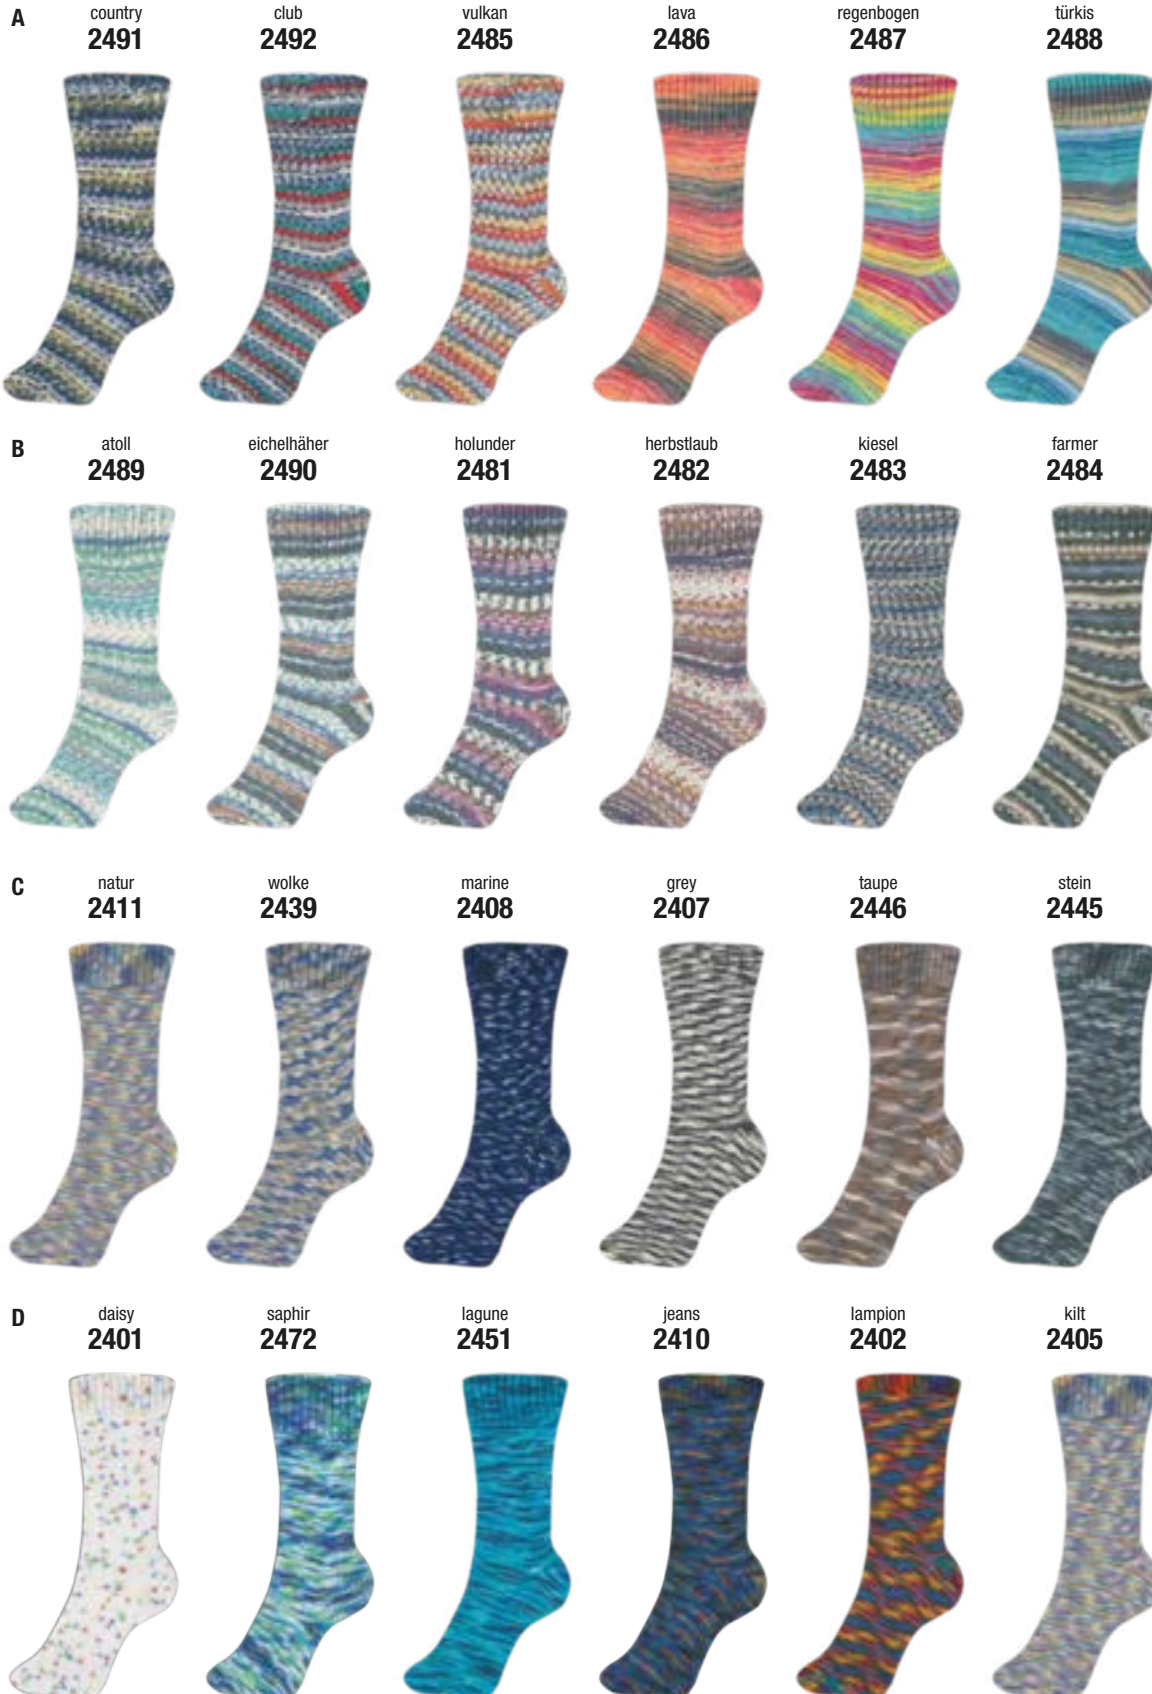 A
country club vulkan lava regenbogen türkis
2491 2492 2485 2486 2487 2488
B
atoll eichelhäher holunder herbstlaub kiesel farmer
2489 2490 2481 2482 2483 2484
C
natur wolke marine grey taupe stein
2411 2439 2408 2407 2446 2445
D
daisy saphir lagune jeans lampion kilt
2401 2472 2451 2410 2402 2405